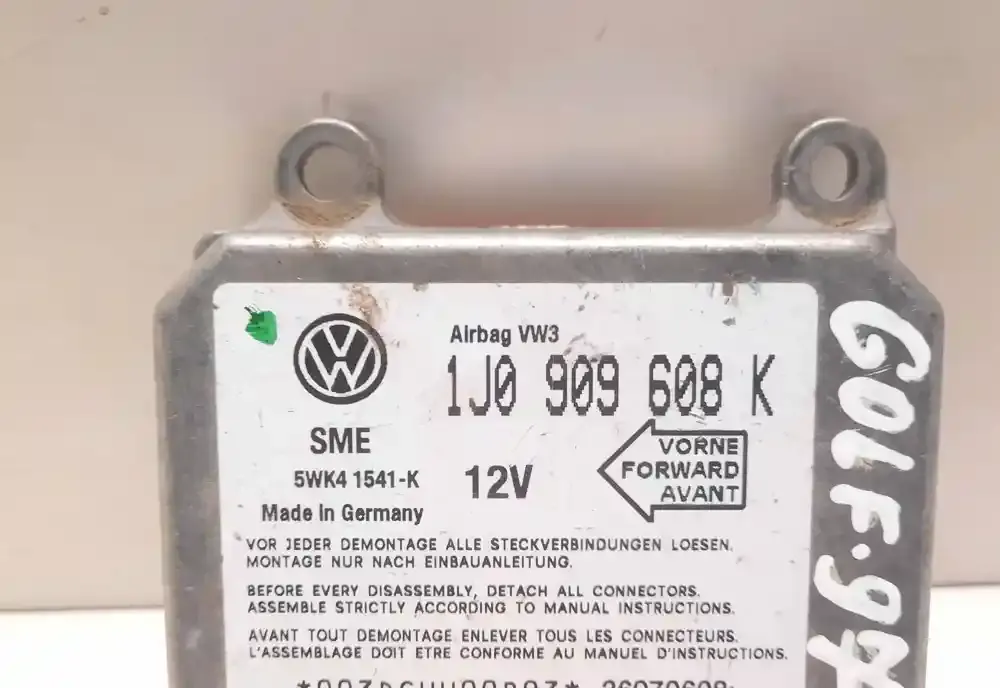 Airbag VW3
1J0 909 608 K
SME
5WK4 1541-K
12V
VORNE
FORWARD
AVANT
Made in Germany
VOR JEDER DEMONTAGE ALLE STECKVERBINDUNGEN LOESEN.
MONTAGE NUR NACH EINBAUANLEITUNG.
BEFORE EVERY DISASSEMBLY, DETACH ALL CONNECTORS.
ASSEMBLE STRICTLY ACCORDING TO MANUAL INSTRUCTIONS.
AVANT TOUT DEMONTAGE ENLEVER TOUS LES CONNECTEURS.
L'ASSEMBLAGE DOIT ETRE CONFORME AU MANUEL D'INSTRUCTIONS.
GOLF.97